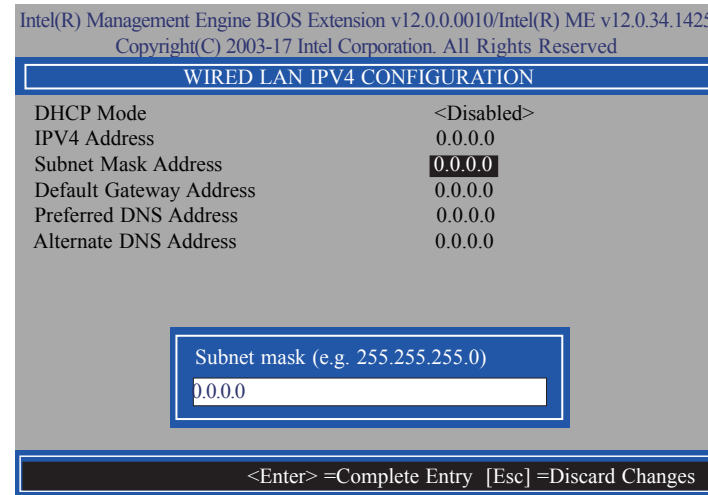 Intel(R) Management Engine BIOS Extension v12.0.0.0010/Intel(R) ME v12.0.34.1425
Copyright(C) 2003-17 Intel Corporation. All Rights Reserved
WIRED LAN IPV4 CONFIGURATION
DHCP Mode <Disabled>
IPV4 Address 0.0.0.0
Subnet Mask Address 0.0.0.0
Default Gateway Address 0.0.0.0
Preferred DNS Address 0.0.0.0
Alternate DNS Address 0.0.0.0
Subnet mask (e.g. 255.255.255.0)
0.0.0.0
<Enter> =Complete Entry [Esc] =Discard Changes